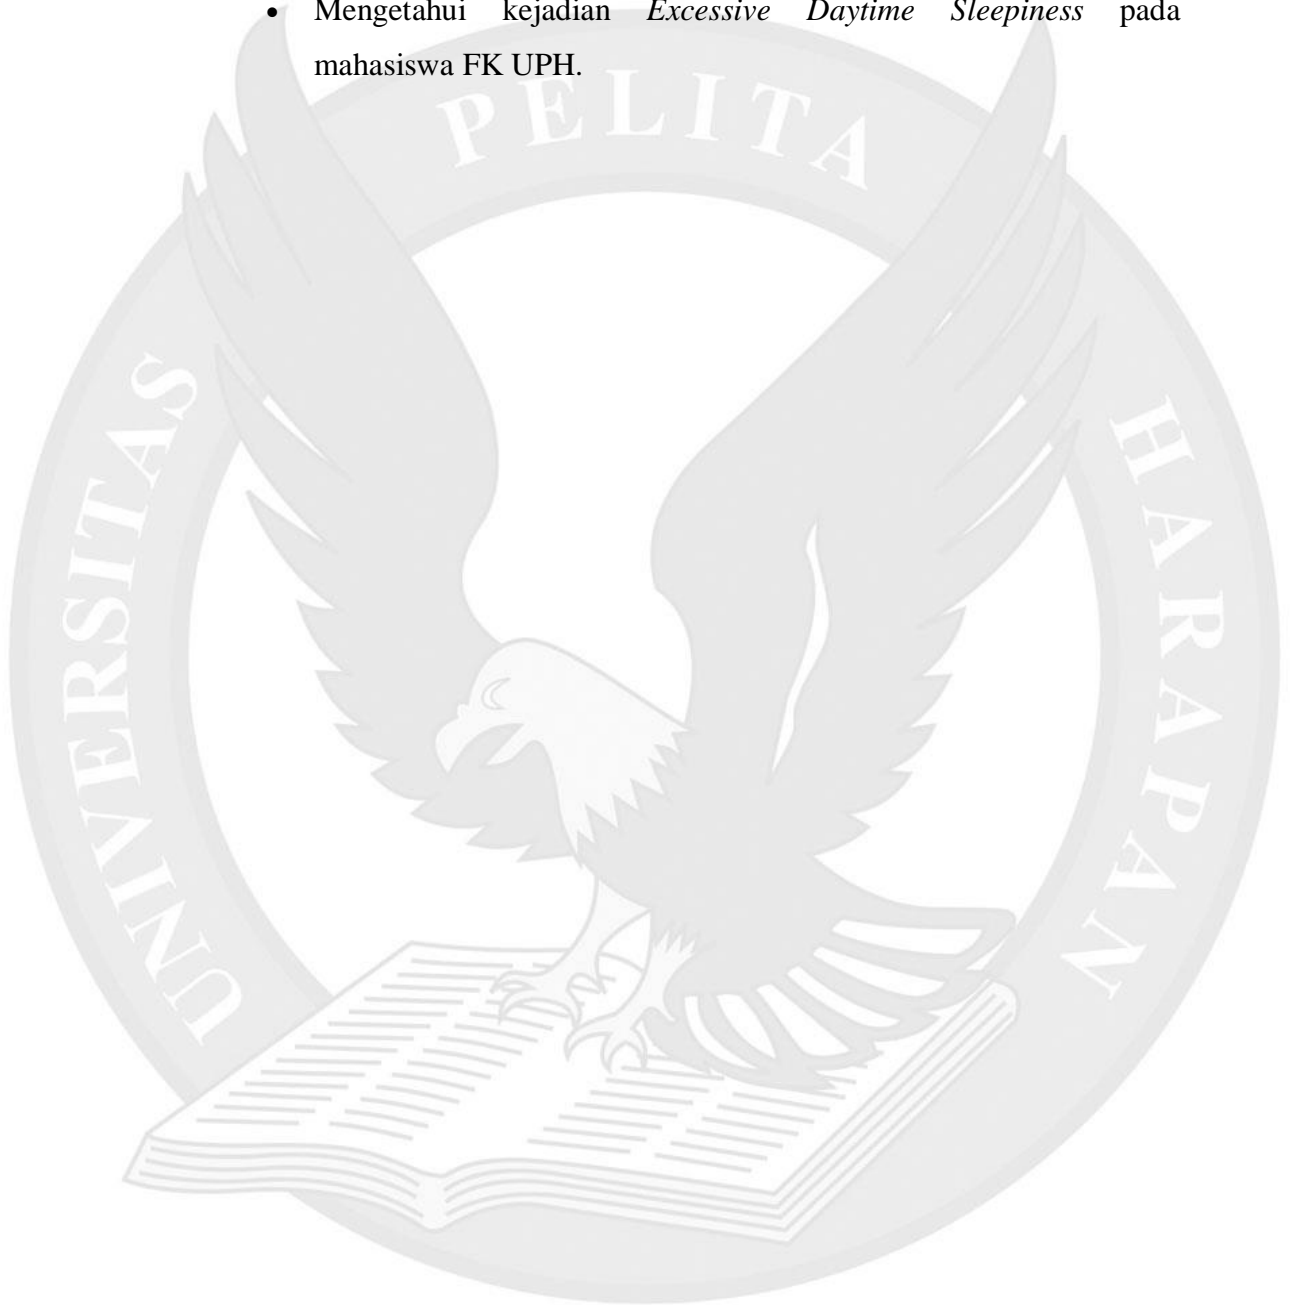 • Mengetahui kejadian Excessive Daytime Sleepiness pada
mahasiswa FK UPH.
UNIVERSITAS PELITA HARAPAN